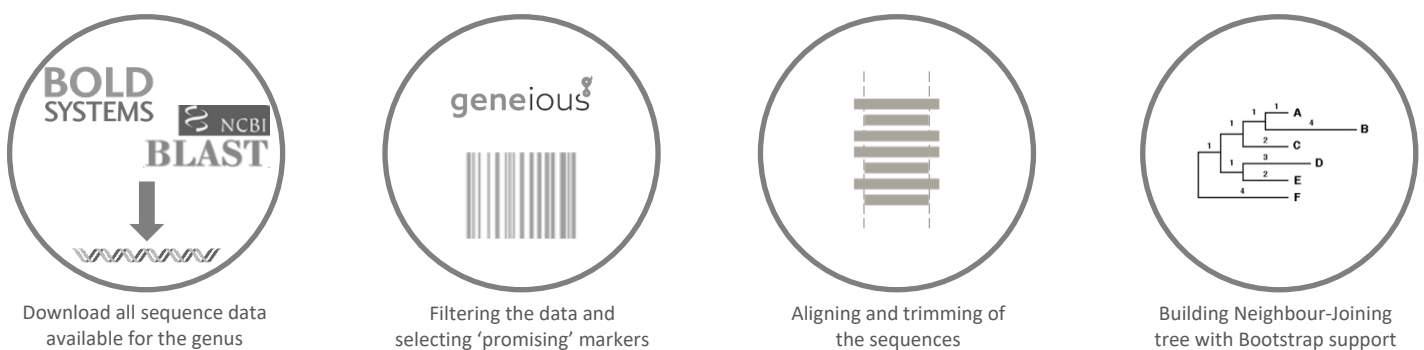 BOLD
SYSTEMS
NCBI
BLAST
Download all sequence data
available for the genus
geneious
Filtering the data and
selecting ‘promising’ markers
Aligning and trimming of
the sequences
1
1 A
4
B
1
2
C
1
3
D
1
2
E
4
F
Building Neighbour-Joining
tree with Bootstrap support